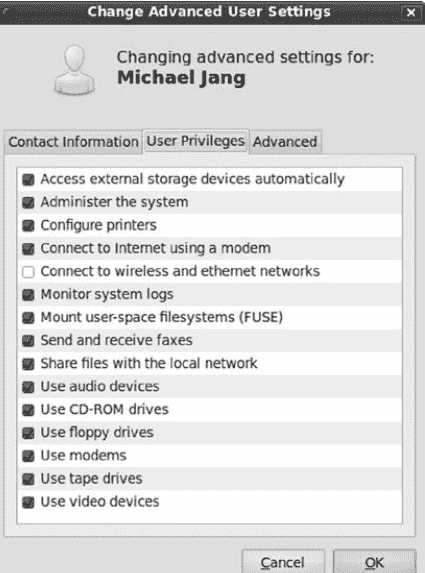 Change Advanced User Settings
Changing advanced settings for:
Michael Jang
Contact Information User Privileges Advanced
Access external storage devices automatically
Administer the system
Configure printers
Connect to Internet using a modem
Connect to wireless and ethernet networks
Monitor system logs
Mount user-space filesystems (FUSE)
Send and receive faxes
Share files with the local network
Use audio devices
Use CD-ROM drives
Use floppy drives
Use modems
Use tape drives
Use video devices
Cancel OK